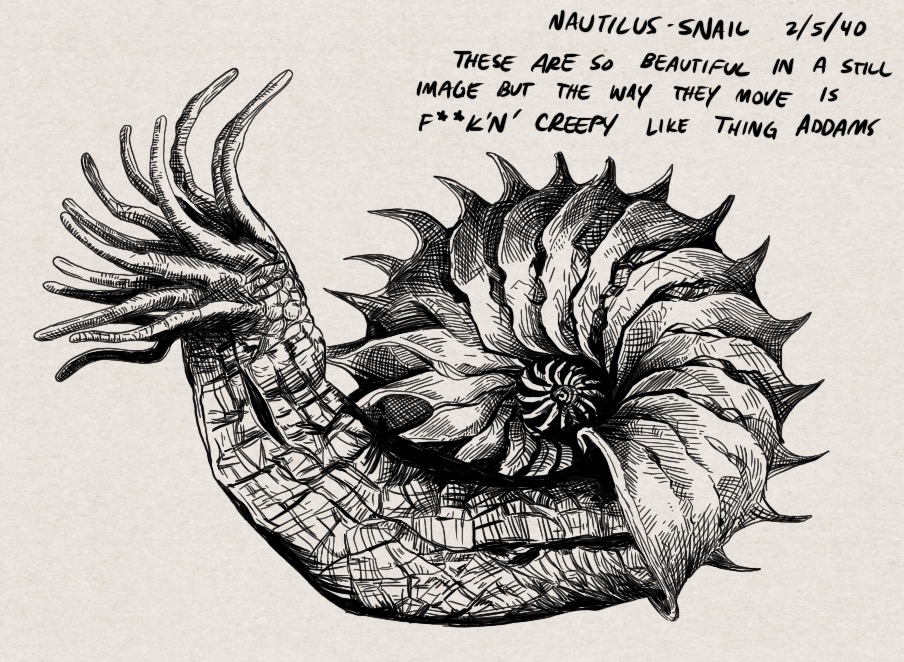 NAUTILUS-SNAIL 2/5/40
THESE ARE SO BEAUTIFUL IN A STILL
IMAGE BUT THE WAY THEY MOVE IS
F**K'N' CREEPY LIKE THING ADDAMS